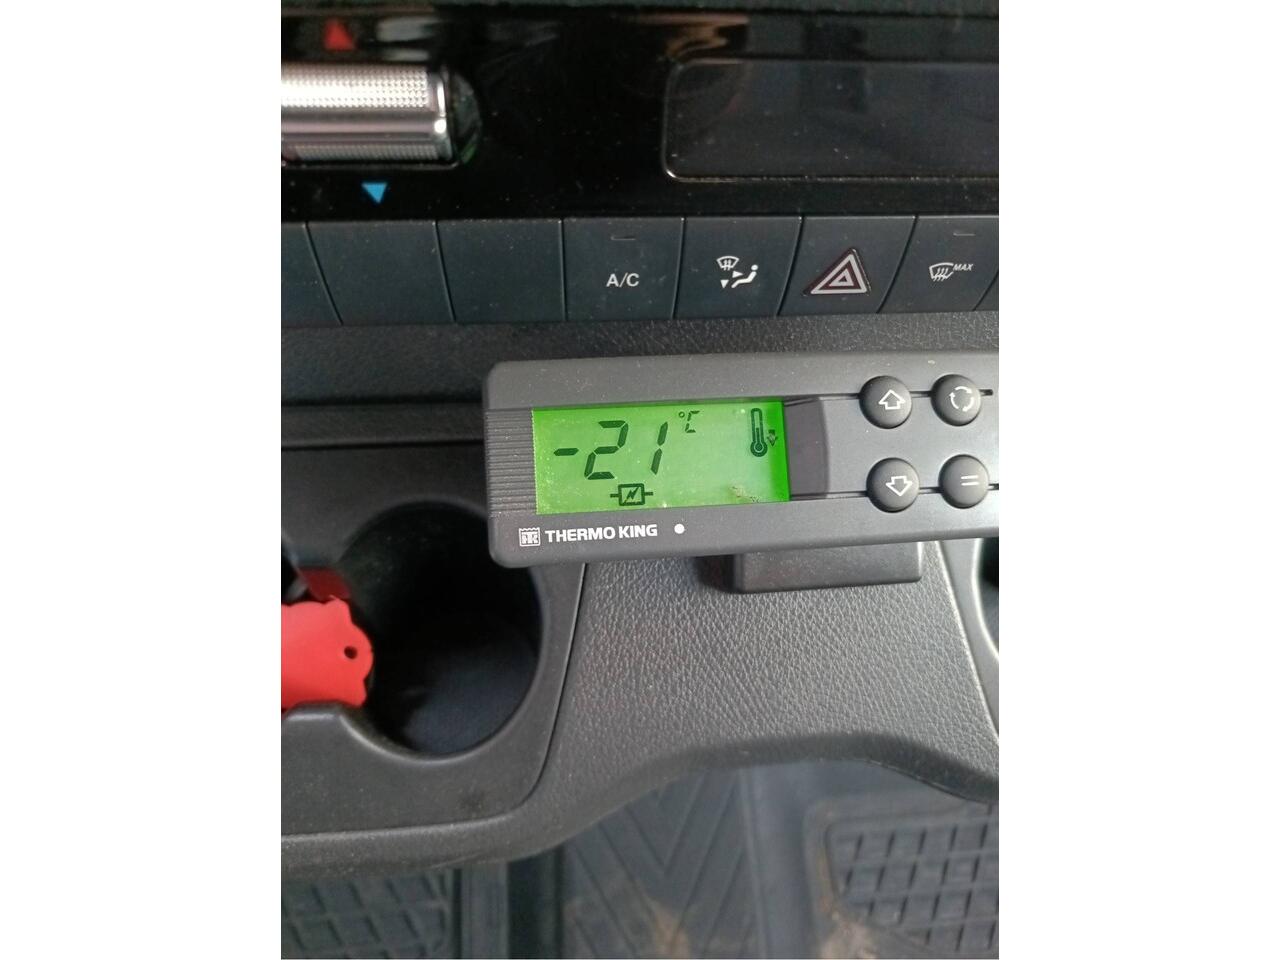 A/C
MAX
-21 °C
THERMO KING